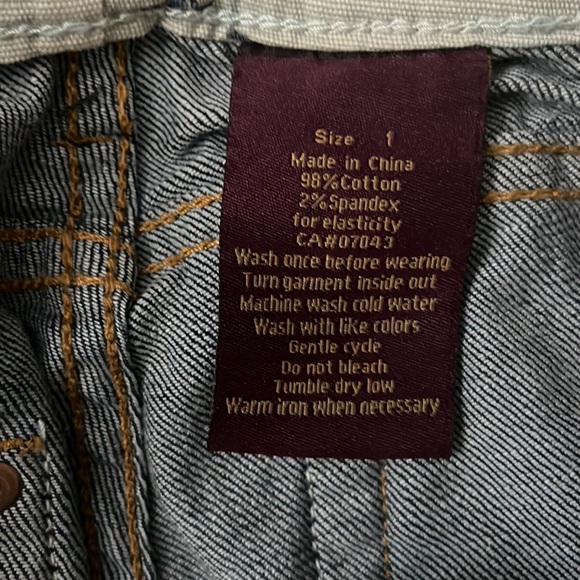 Size 1
Made in China
98%Cotton
2%Spandex
for elasticity
CA#07043
Wash once before wearing
Turn garment inside out
Machine wash cold water
Wash with like colors
Gentle cycle
Do not bleach
Tumble dry low
Warm iron when necessary